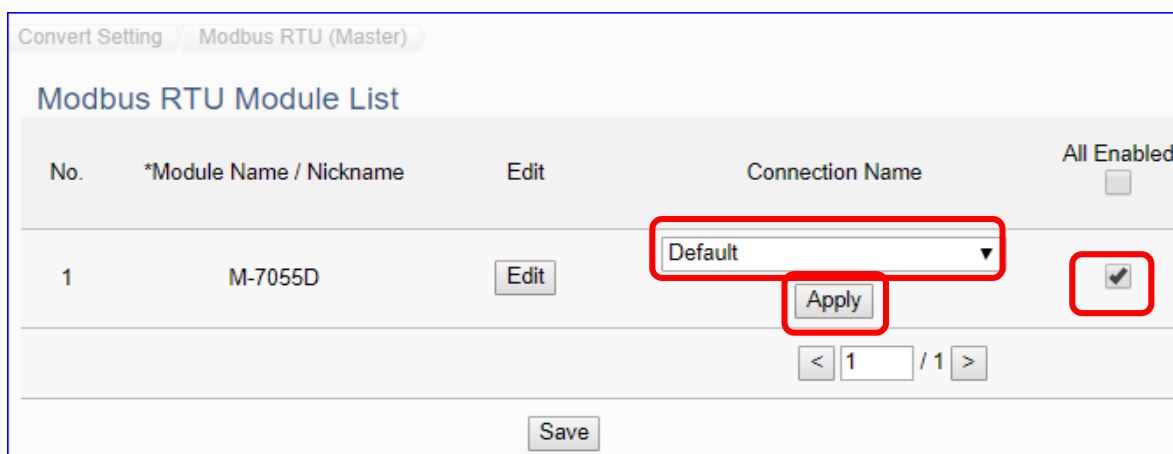 Convert Setting Modbus RTU (Master)
Modbus RTU Module List
No. *Module Name / Nickname Edit Connection Name All Enabled
1 M-7055D Edit Default ▼
Apply
< 1 / 1 >
Save